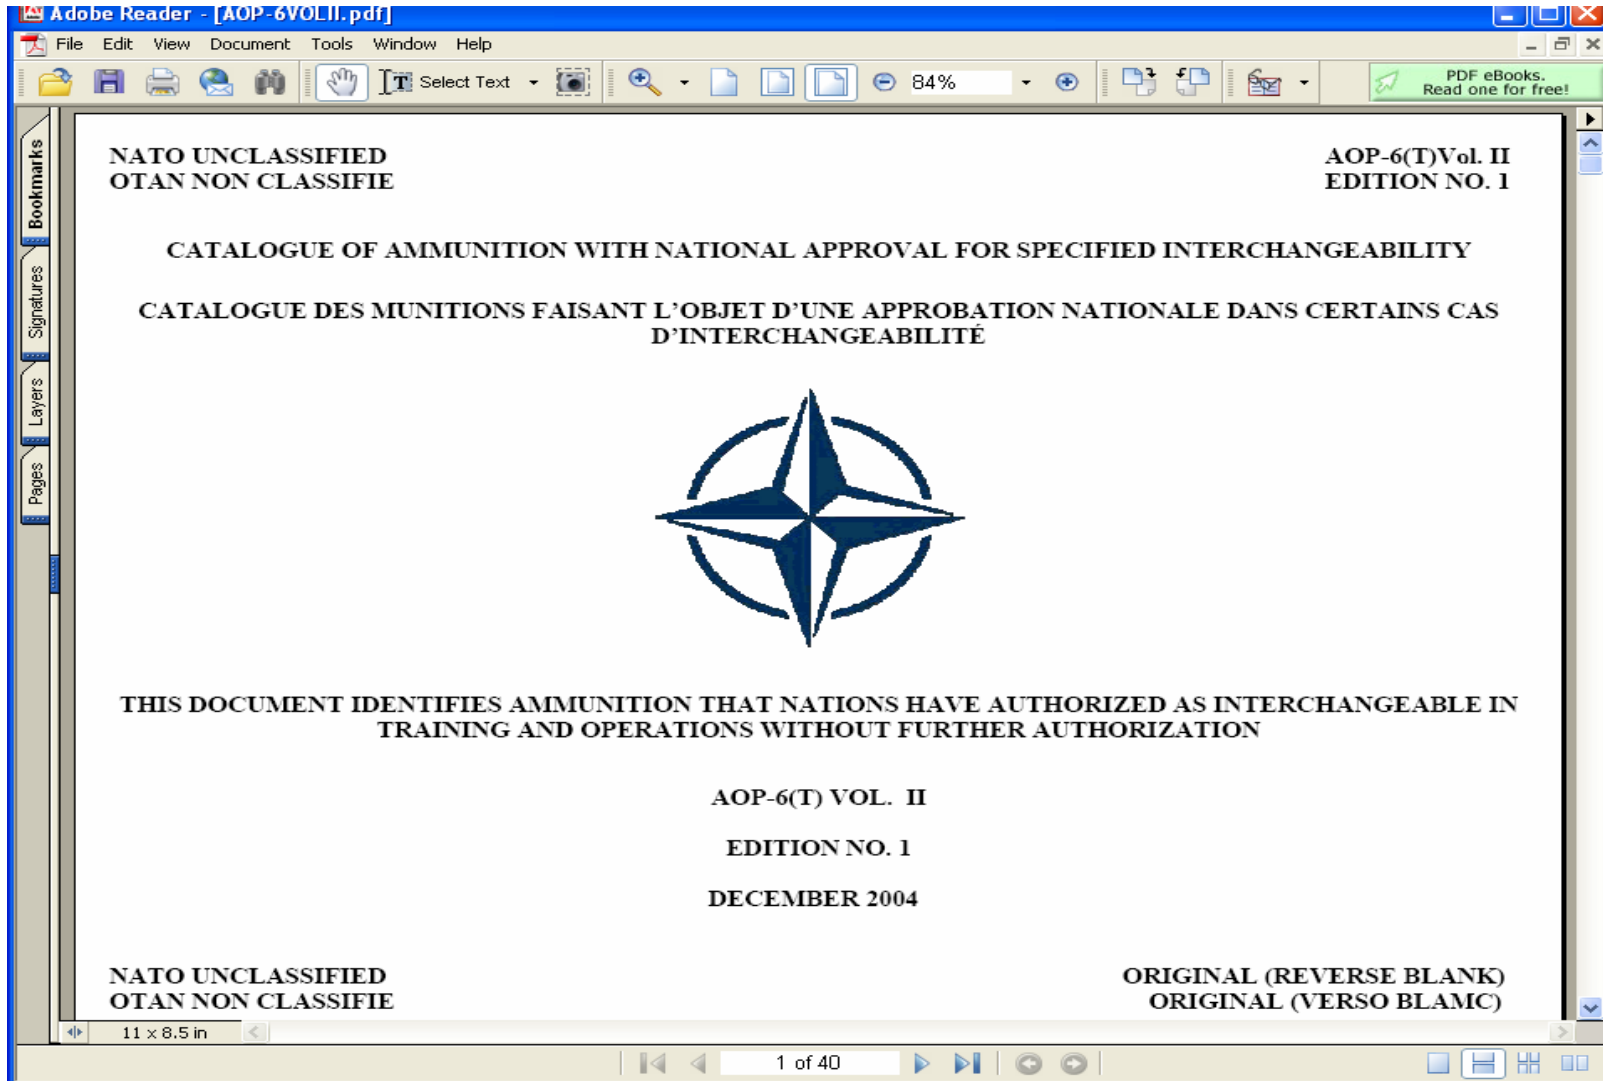 Adobe Reader - [AOP-6VOLII.pdf]
File Edit View Document Tools Window Help
Select Text 84% PDF eBooks.
Read one for free!
Bookmarks
Signatures
Layers
Pages
NATO UNCLASSIFIED AOP-6(T)Vol. II
OTAN NON CLASSIFIE EDITION NO. 1
CATALOGUE OF AMMUNITION WITH NATIONAL APPROVAL FOR SPECIFIED INTERCHANGEABILITY
CATALOGUE DES MUNITIONS FAISANT L'OBJET D'UNE APPROBATION NATIONALE DANS CERTAINS CAS
D'INTERCHANGEABILITÉ
THIS DOCUMENT IDENTIFIES AMMUNITION THAT NATIONS HAVE AUTHORIZED AS INTERCHANGEABLE IN
TRAINING AND OPERATIONS WITHOUT FURTHER AUTHORIZATION
AOP-6(T) VOL. II
EDITION NO. 1
DECEMBER 2004
NATO UNCLASSIFIED ORIGINAL (REVERSE BLANK)
OTAN NON CLASSIFIE ORIGINAL (VERSO BLAMC)
11 x 8.5 in
1 of 40